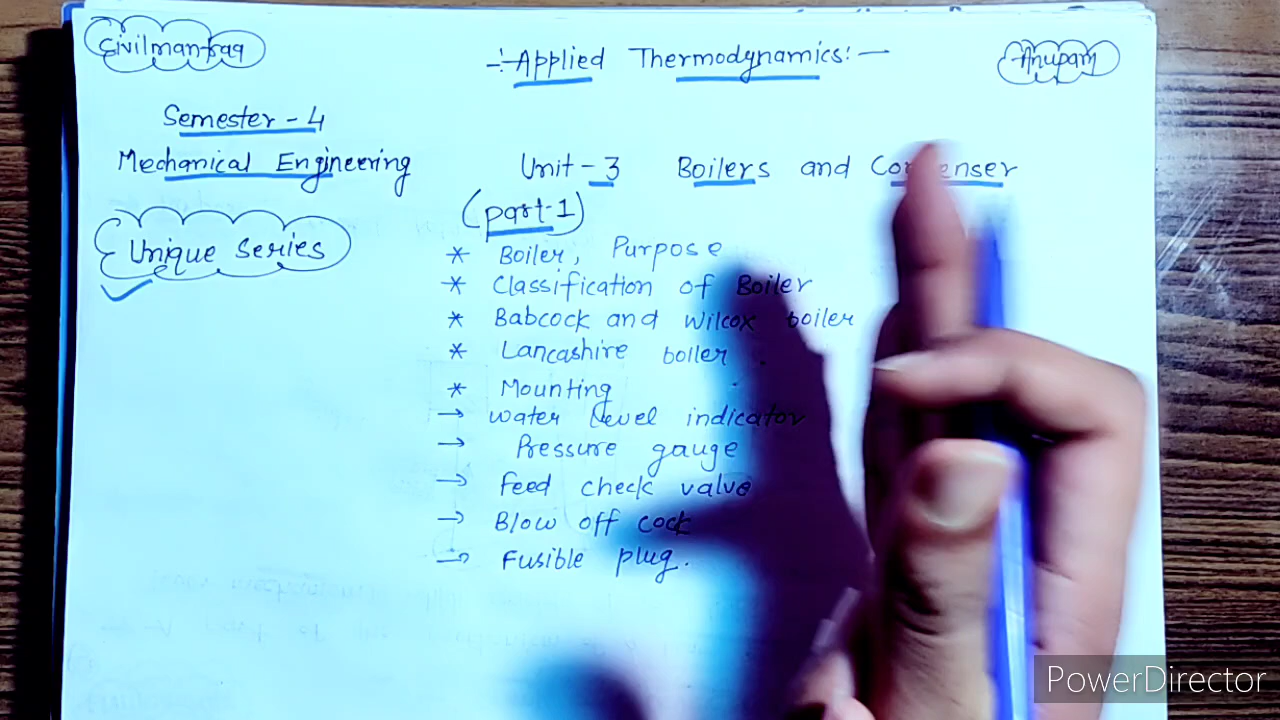 Civilmantraa
-:- Applied Thermodynamics:-
Anupam
Semester - 4
Mechanical Engineering
Unit - 3 Boilers and
(part-1)
Unique series
* Boiler, Purpose
* Classification of Boiler
* Babcock and Wilcox boiler
* Lancashire boiler
* Mounting
→ water level indicator
→ Pressure gauge
→ feed check valve
→ Blow off cock
→ Fusible plug.
PowerDirector